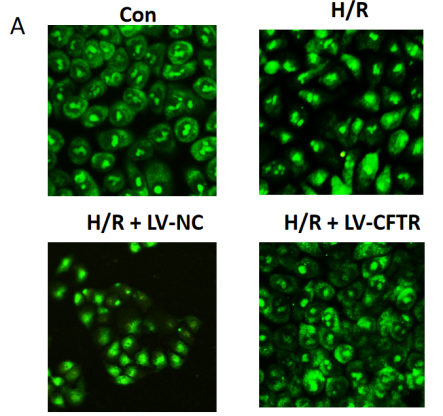 A
Con
H/R
H/R + LV-NC
H/R + LV-CFTR